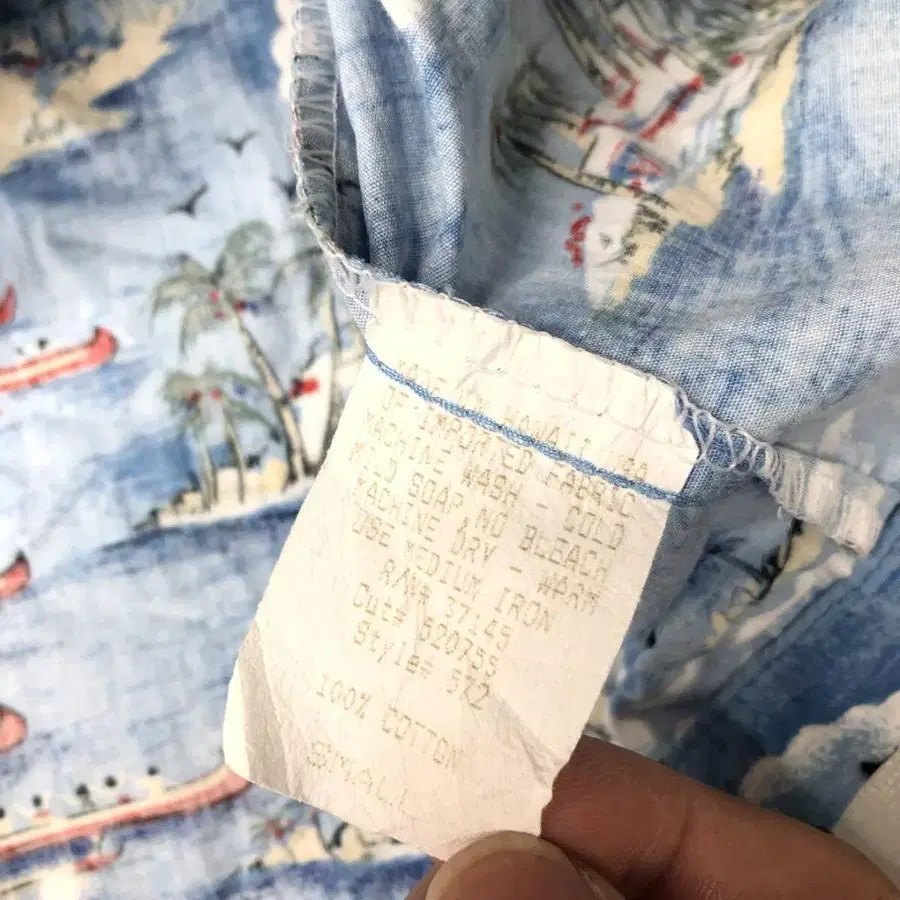 MADE IN HAWAII USA
OF IMPORTED FABRIC
MACHINE WASH - COLD
MILD SOAP NO BLEACH
MACHINE DRY - WARM
USE MEDIUM IRON
RN# 37145
Cut# 520755
Style# 572
100% COTTON
SMALL